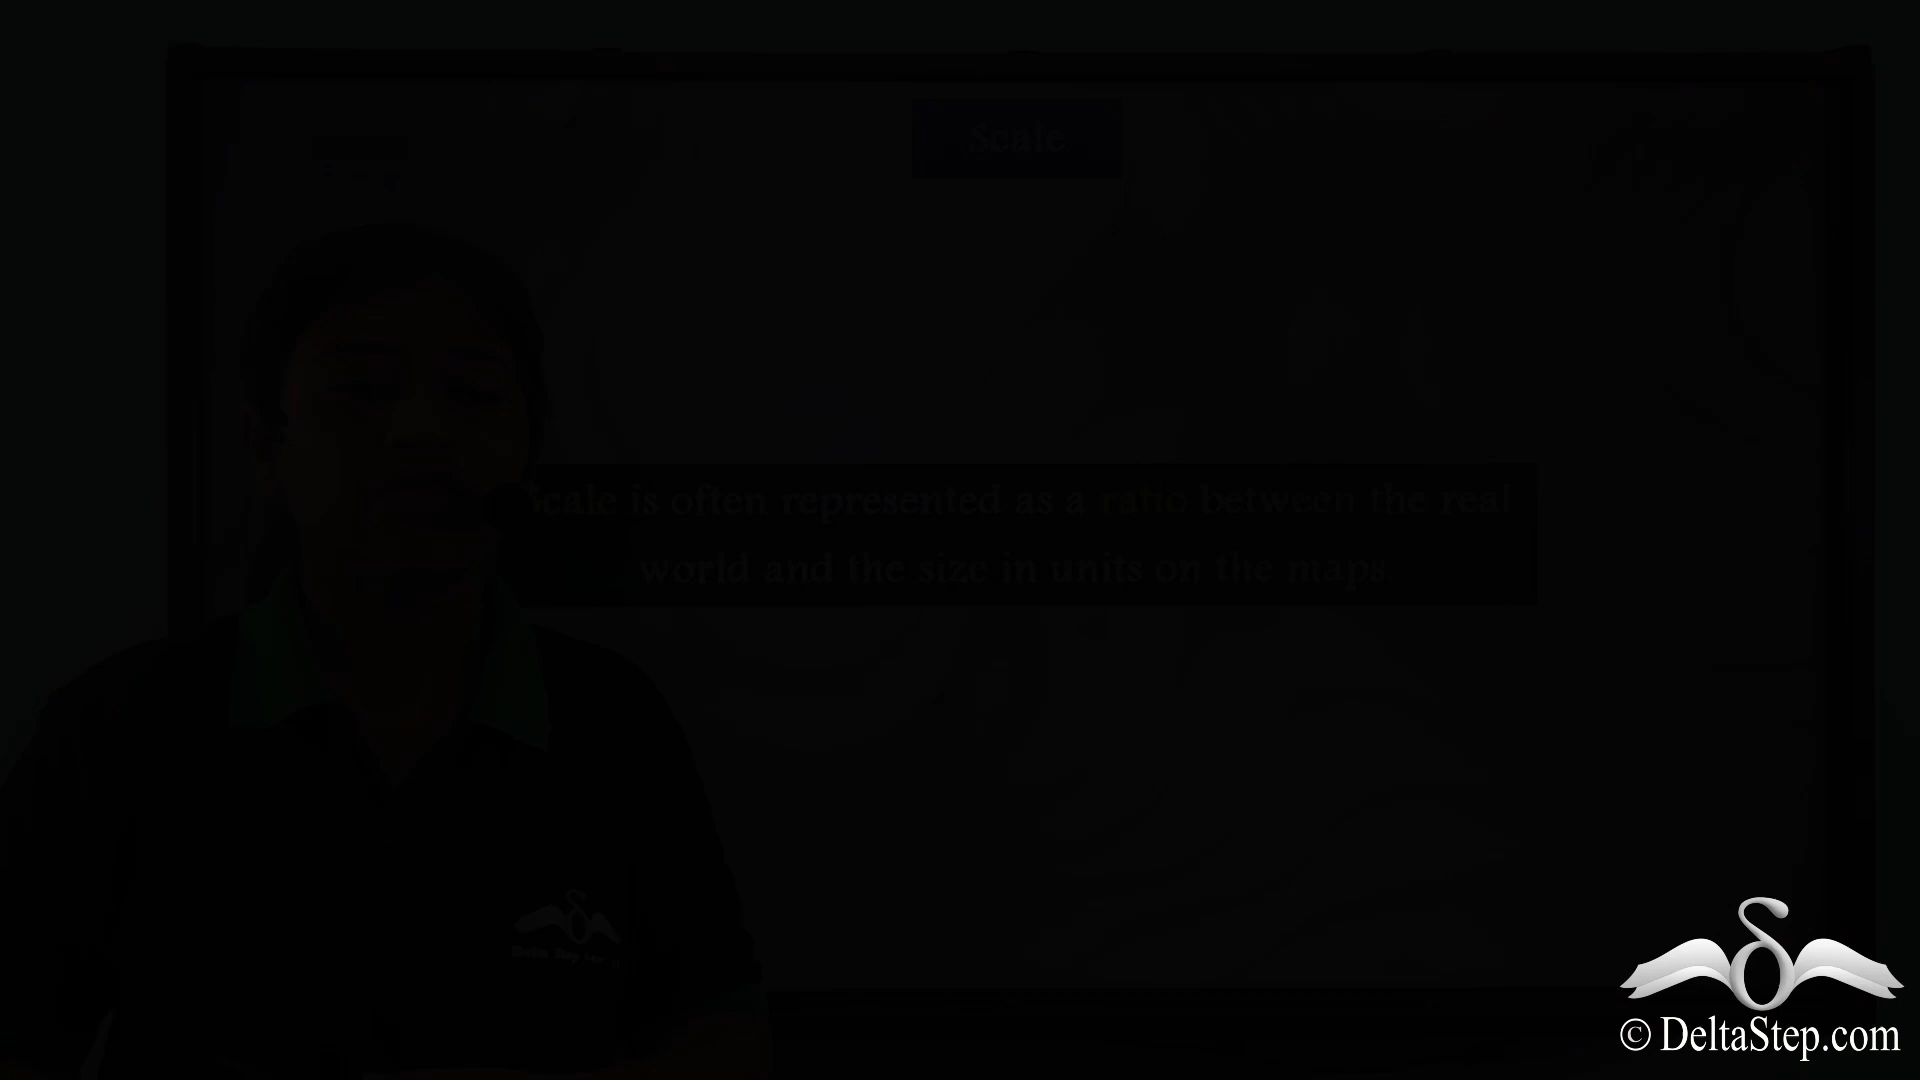 Scale
Scale is often represented as a ratio between the real
world and the size in units on the maps
© DeltaStep.com